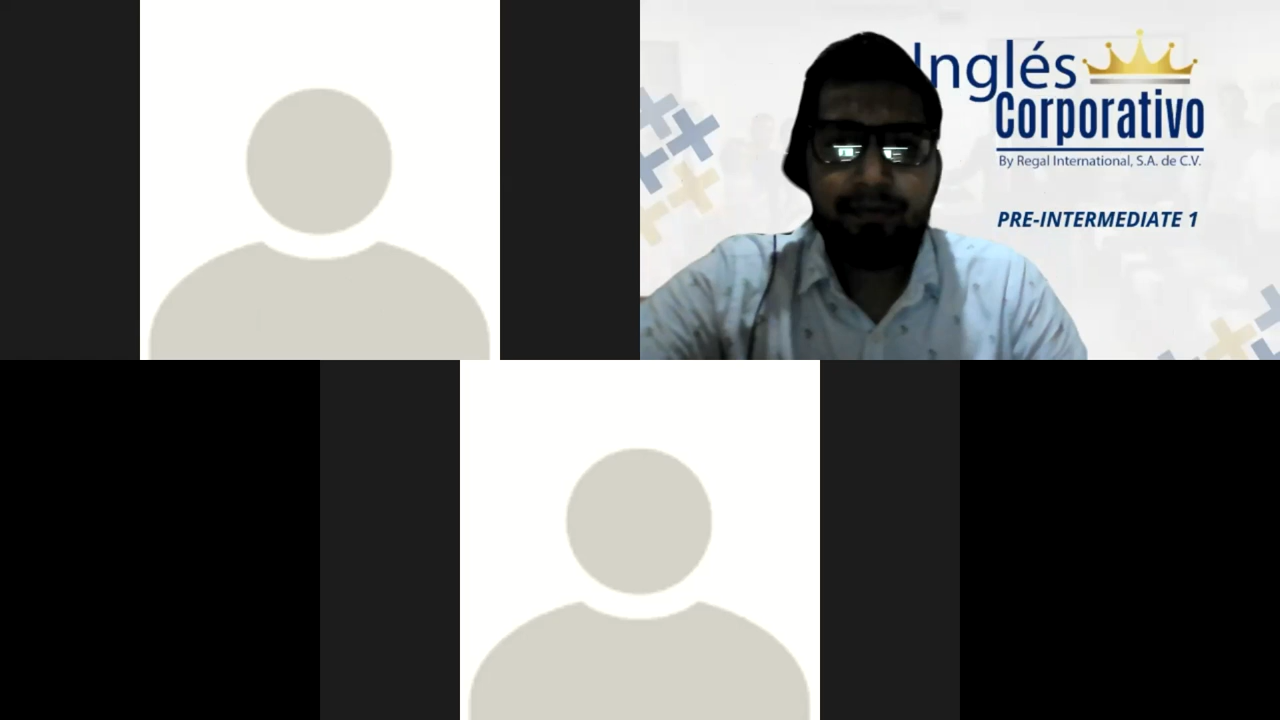 Inglés
Corporativo
By Regal International, S.A. de C.V.
PRE-INTERMEDIATE 1